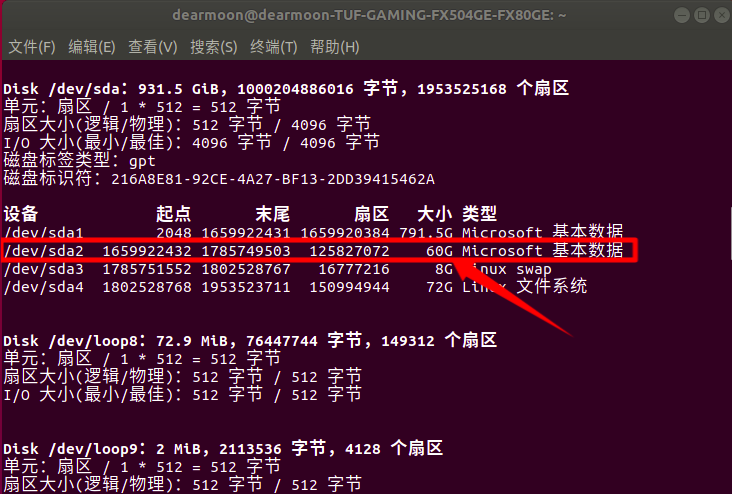 dearmoon@dearmoon-TUF-GAMING-FX504GE-FX80GE: ~
文件(F) 编辑(E) 查看(V) 搜索(S) 终端(T) 帮助(H)
Disk /dev/sda：931.5 GiB，1000204886016 字节，1953525168 个扇区
单元：扇区 / 1 * 512 = 512 字节
扇区大小(逻辑/物理)：512 字节 / 4096 字节
I/O 大小(最小/最佳)：4096 字节 / 4096 字节
磁盘标签类型：gpt
磁盘标识符：216A8E81-92CE-4A27-BF13-2DD39415462A
设备 起点 末尾 扇区 大小 类型
/dev/sda1 2048 1659922431 1659920384 791.5G Microsoft 基本数据
/dev/sda2 1659922432 1785749503 125827072 60G Microsoft 基本数据
/dev/sda3 1785751552 1802528767 16777216 8G Linux swap
/dev/sda4 1802528768 1953523711 150994944 72G Linux 文件系统
Disk /dev/loop8：72.9 MiB，76447744 字节，149312 个扇区
单元：扇区 / 1 * 512 = 512 字节
扇区大小(逻辑/物理)：512 字节 / 512 字节
I/O 大小(最小/最佳)：512 字节 / 512 字节
Disk /dev/loop9：2 MiB，2113536 字节，4128 个扇区
单元：扇区 / 1 * 512 = 512 字节
扇区大小(逻辑/物理)：512 字节 / 512 字节